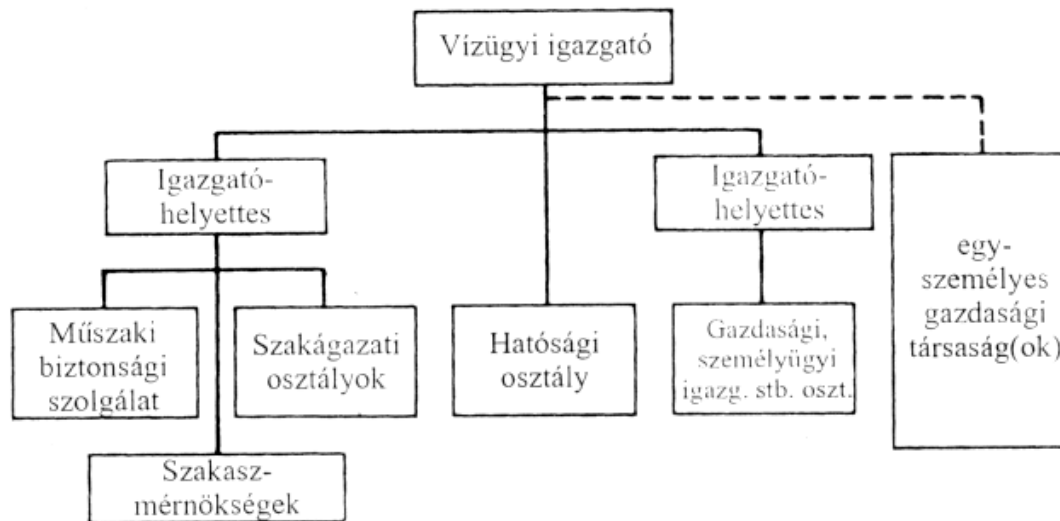 Vízügyi igazgató
Igazgató-
helyettes
Igazgató-
helyettes
egy-
személyes
gazdasági
társaság(ok)
Műszaki
biztonsági
szolgálat
Szakágazati
osztályok
Hatósági
osztály
Gazdasági,
személyügyi
igazg. stb. oszt.
Szakasz-
mérnökségek